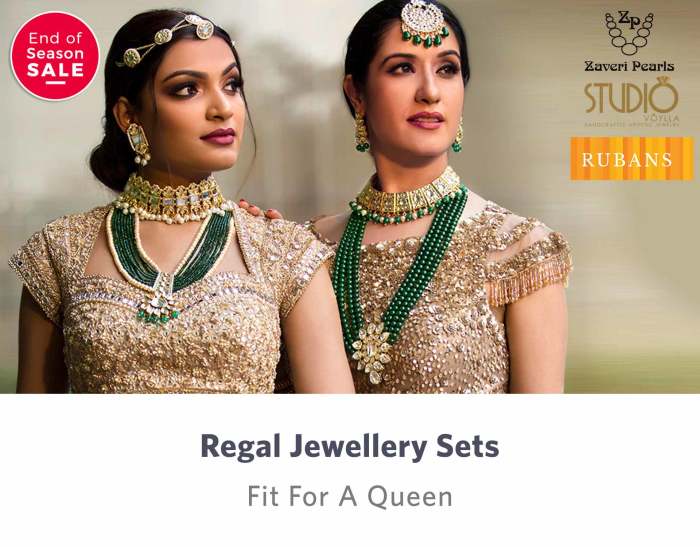 End of
Season
SALE
Zp
Zaveri Pearls
STUDIO
VOYLLA
RUBANS
Regal Jewellery Sets
Fit For A Queen